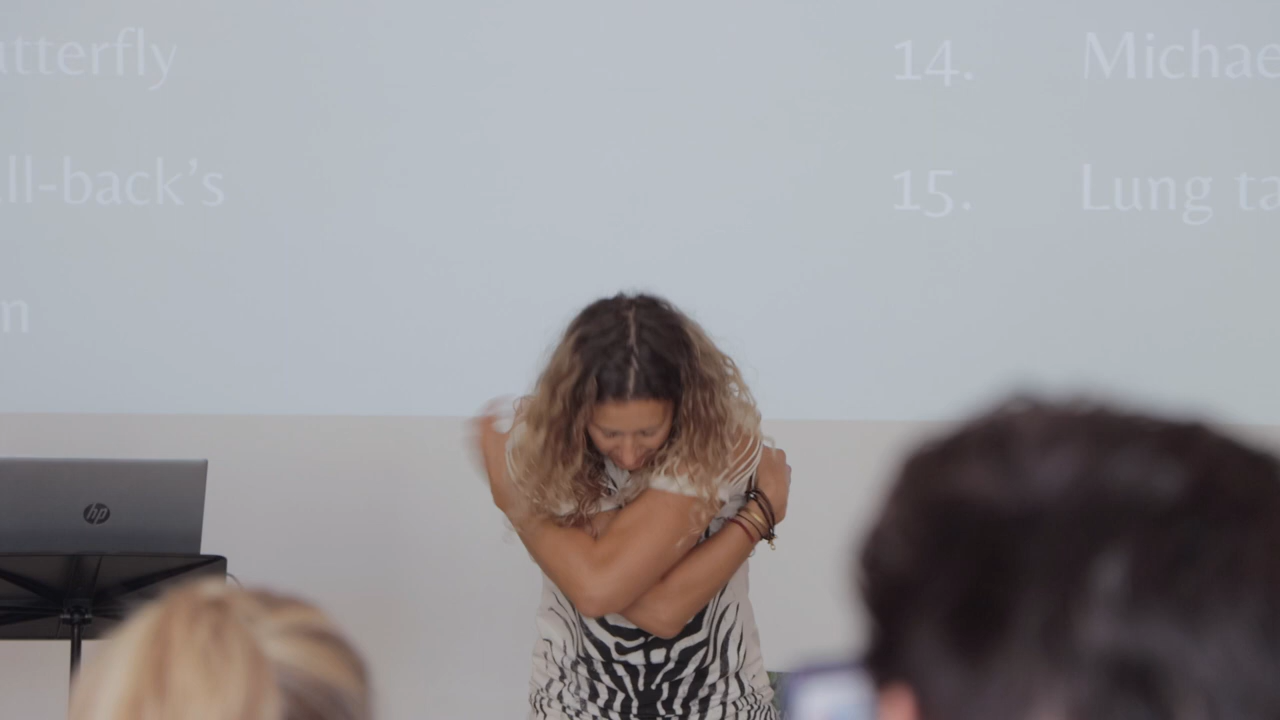 utterfly
14. Michae
ll-back's
15. Lung ta
n
hp